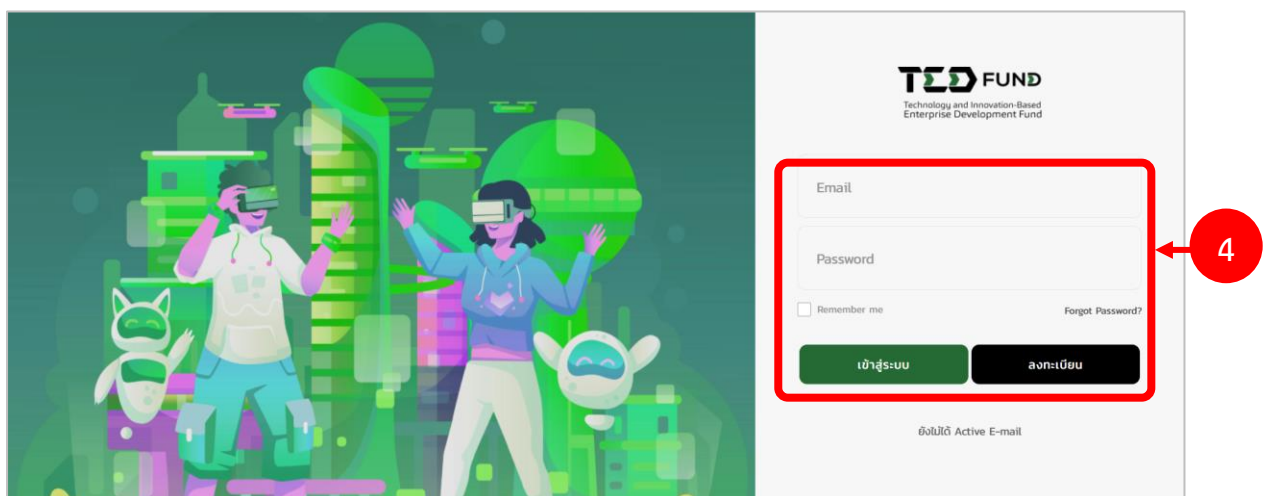 TED FUND
Technology and Innovation-Based
Enterprise Development Fund
Email
Password
Remember me Forgot Password?
เข้าสู่ระบบ ลงทะเบียน
ยังไม่ได้ Active E-mail
4